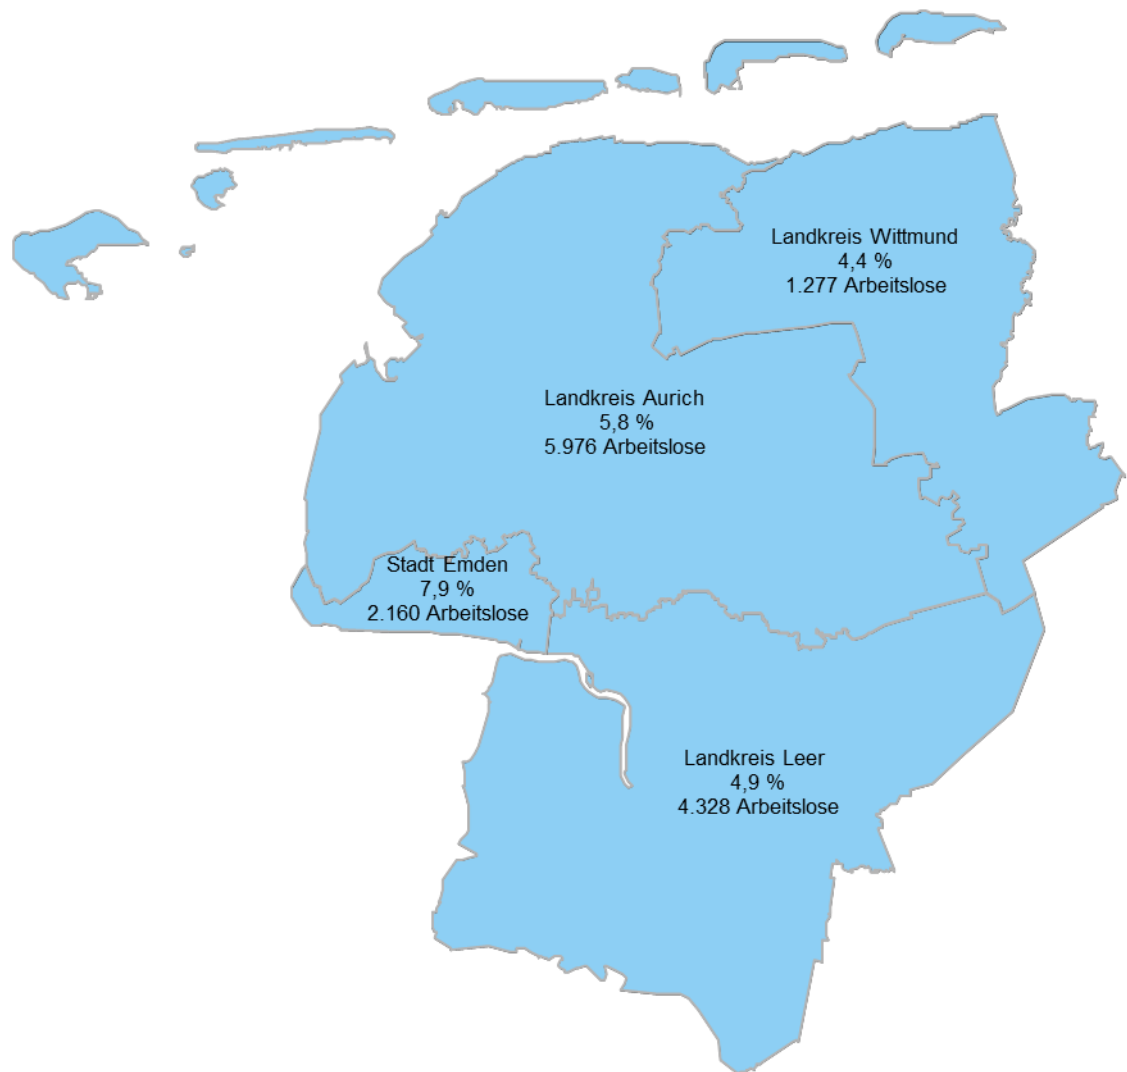 Landkreis Wittmund
4,4 %
1.277 Arbeitslose
Landkreis Aurich
5,8 %
5.976 Arbeitslose
Stadt Emden
7,9 %
2.160 Arbeitslose
Landkreis Leer
4,9 %
4.328 Arbeitslose